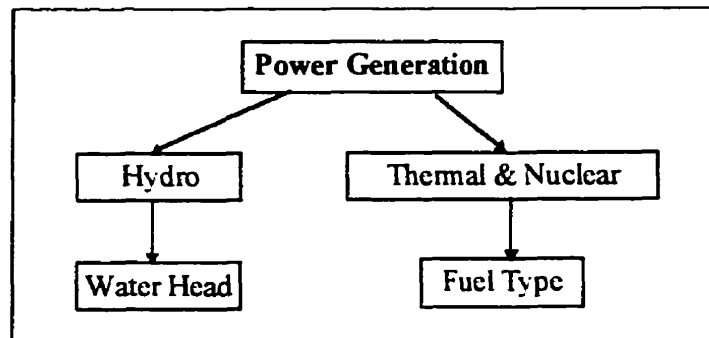 Power Generation
Hydro
Thermal & Nuclear
Water Head
Fuel Type